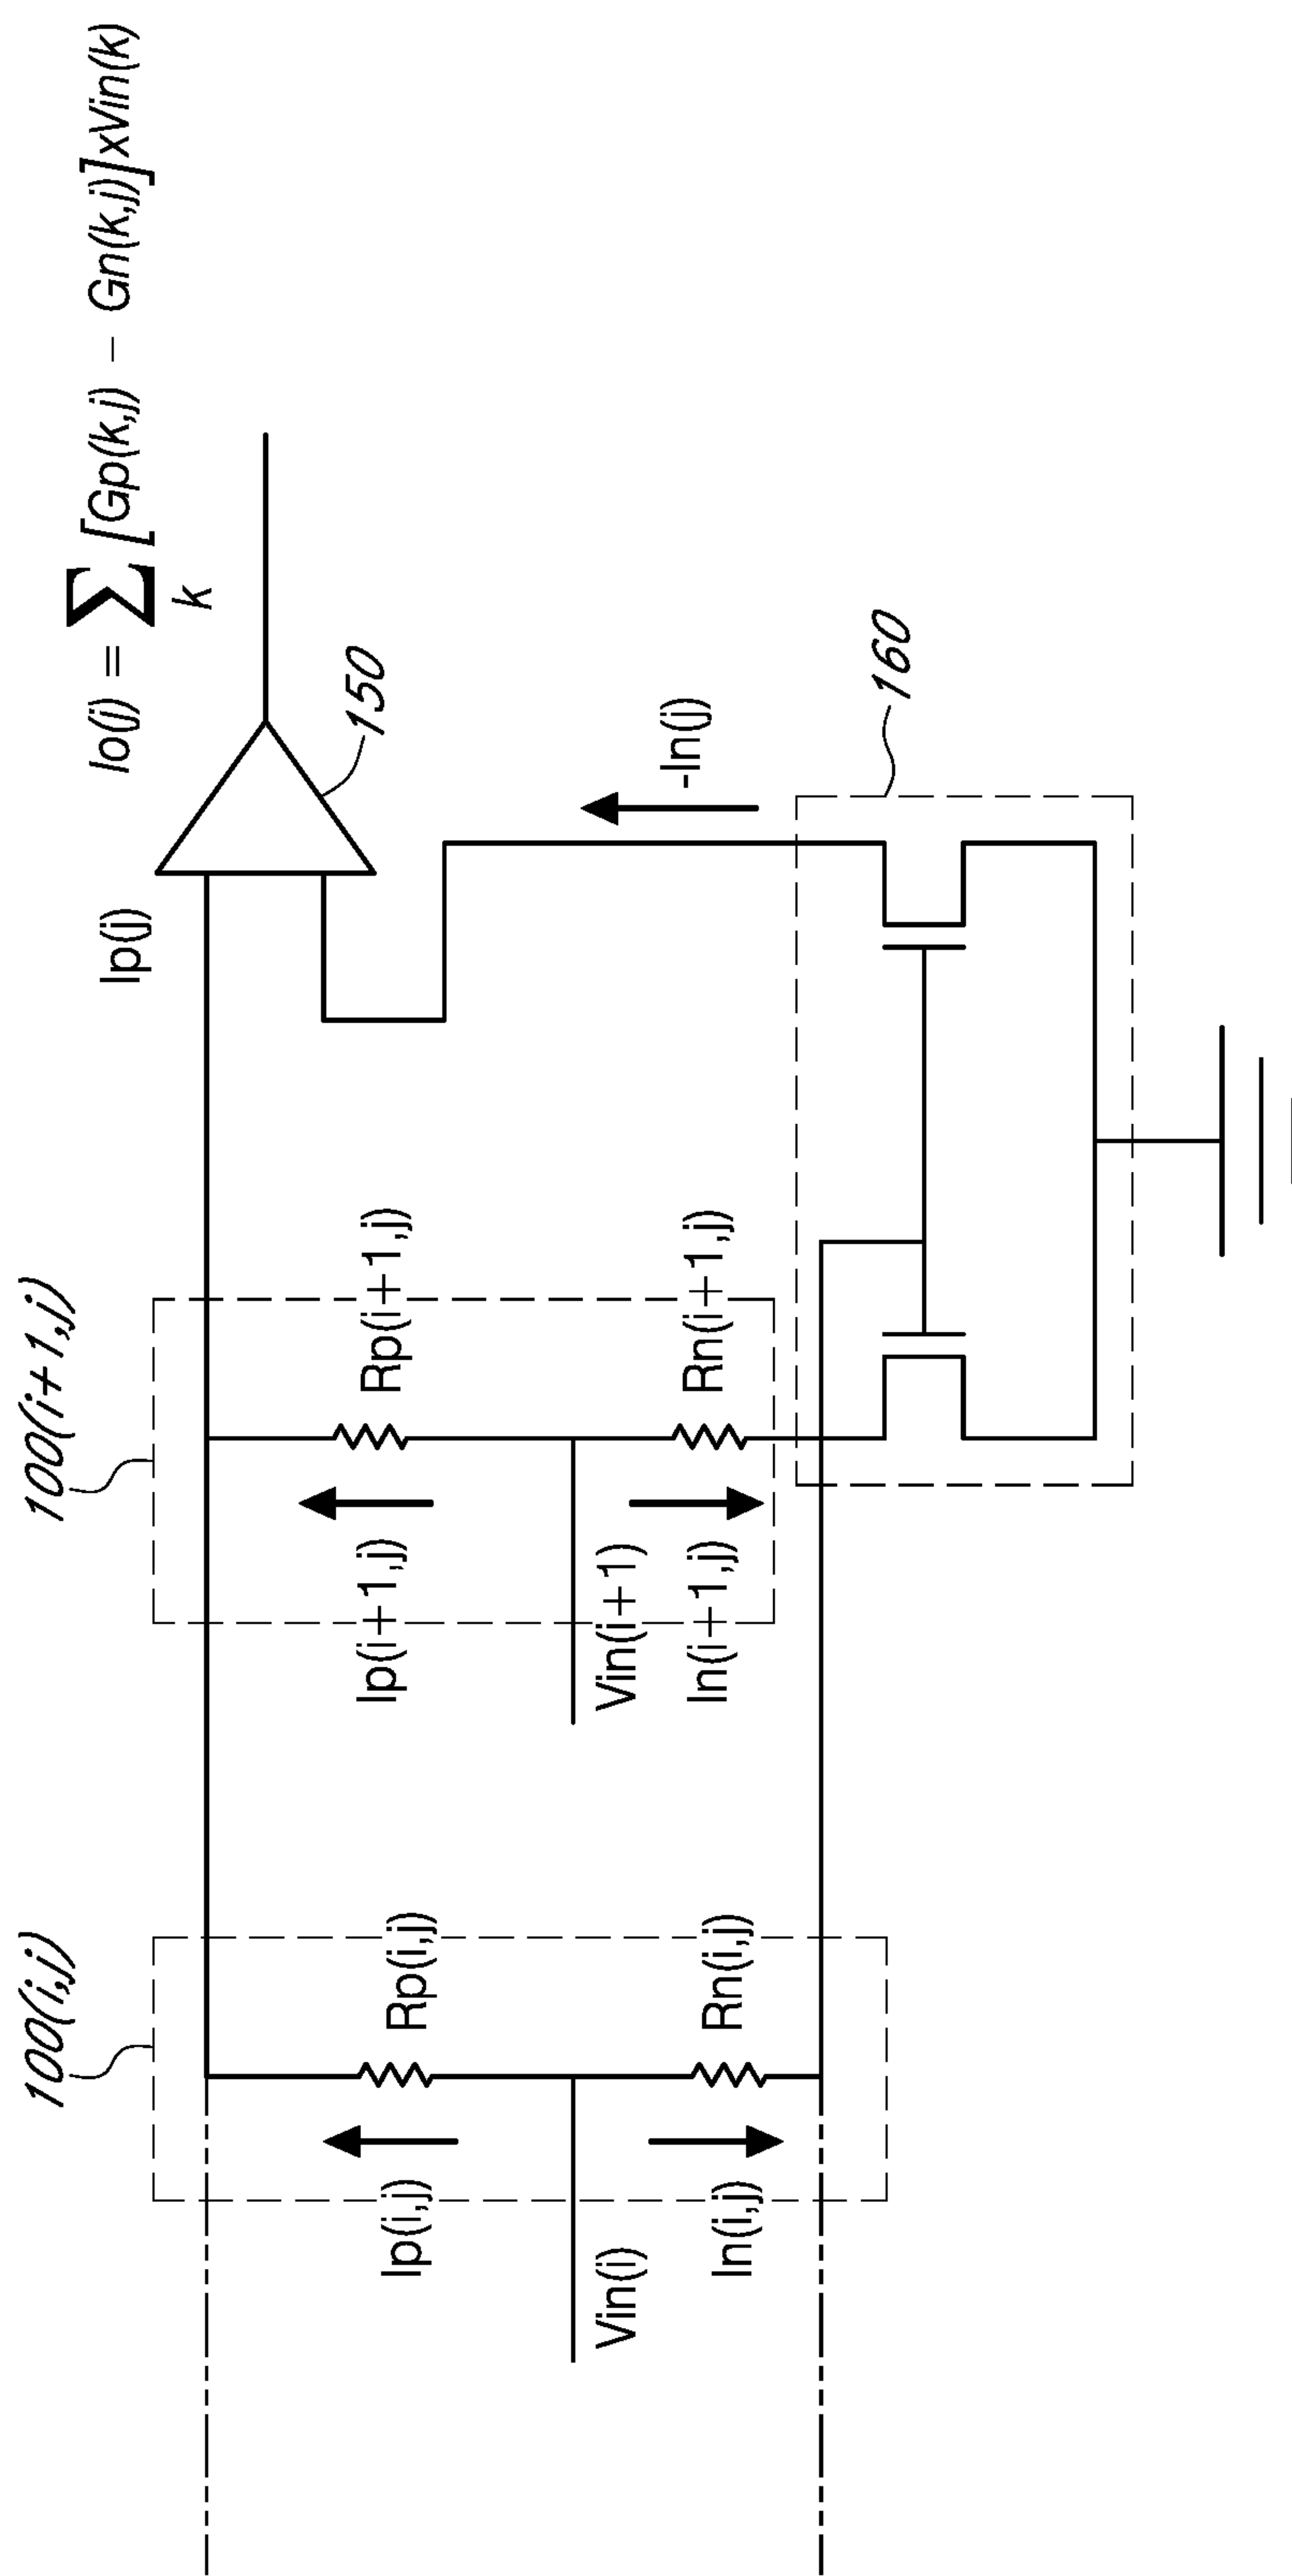 Io(j) = Σ [Gp(k,j) – Gn(k,j)]xVin(k)
k
100(i,j)
100(i+1,j)
Ip(j)
150
Ip(i,j)
Rp(i,j)
Ip(i+1,j)
Rp(i+1,j)
Vin(i)
Vin(i+1)
-In(j)
In(i,j)
Rn(i,j)
In(i+1,j)
Rn(i+1,j)
160